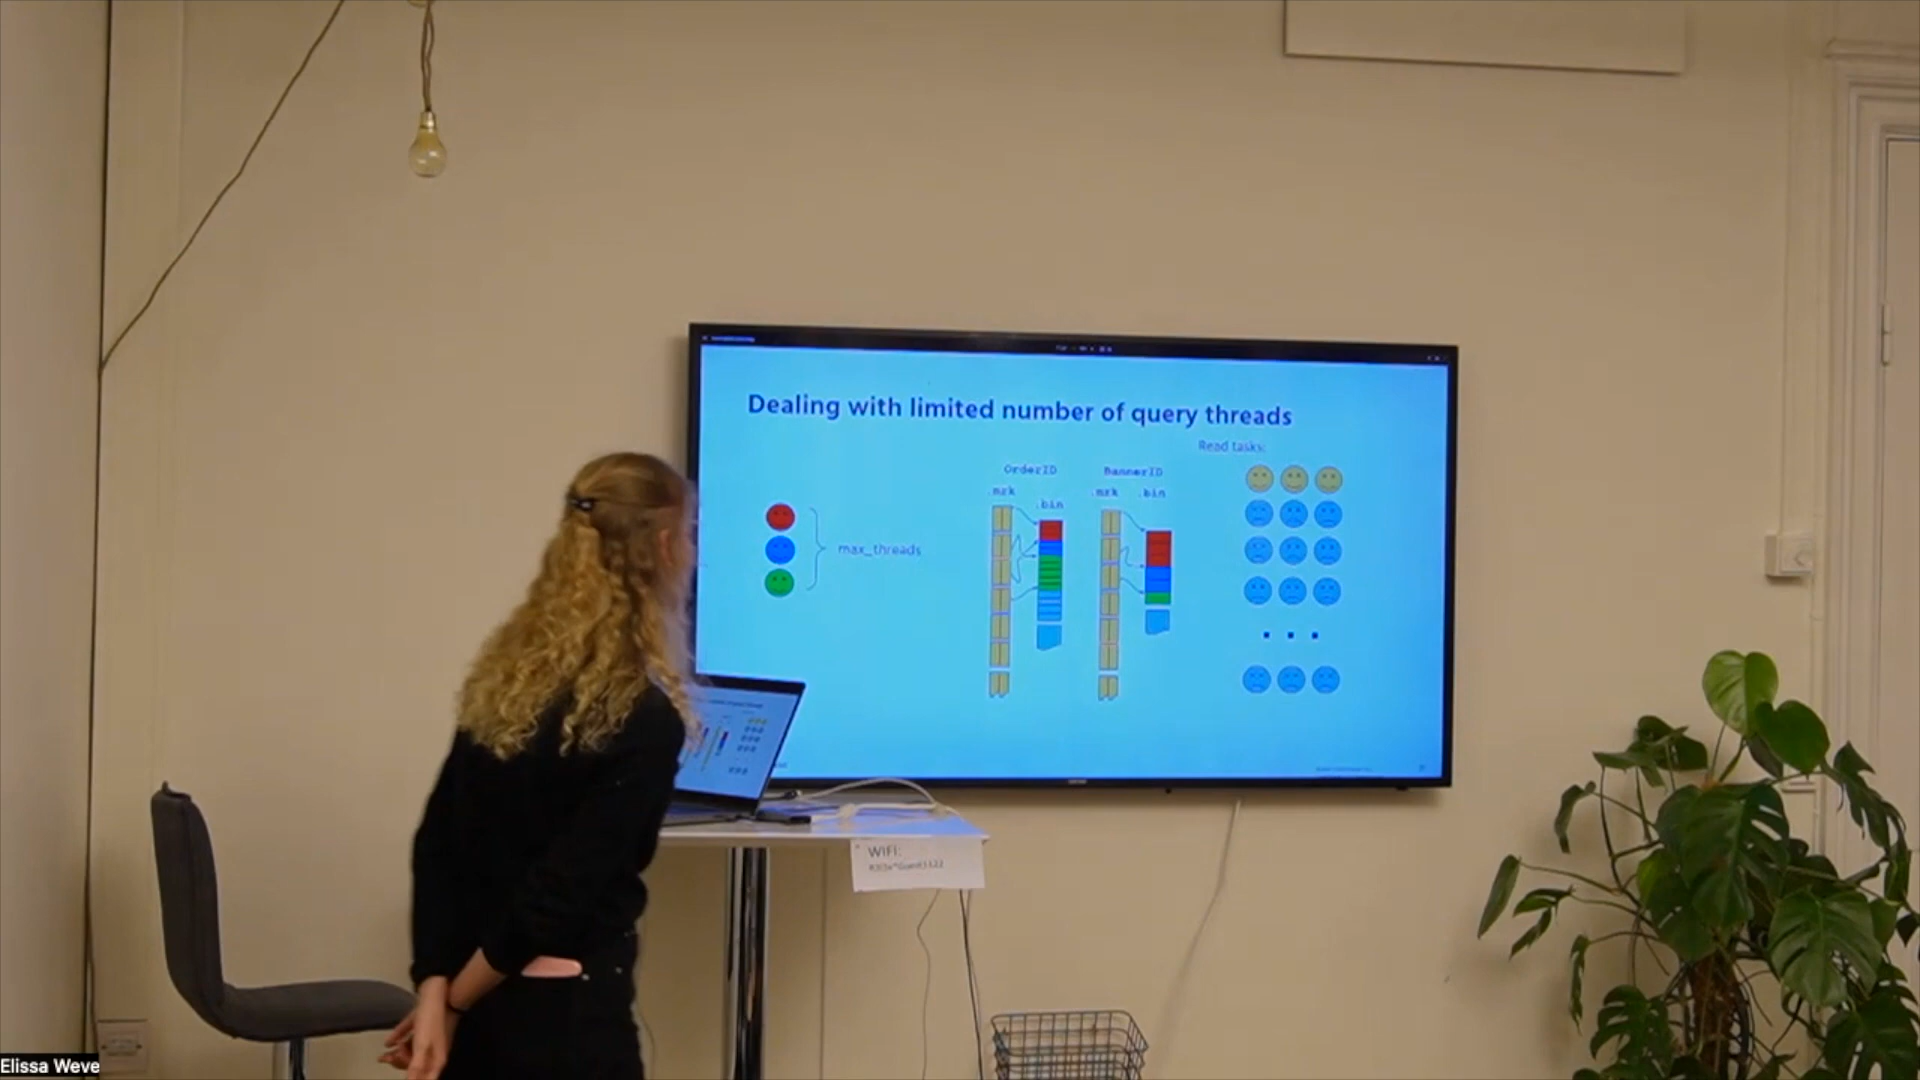 Dealing with limited number of query threads
Read tasks:
OrderID
BannerID
.mrk
.bin
.mrk
.bin
max_threads
WIFI:
Elissa Weve